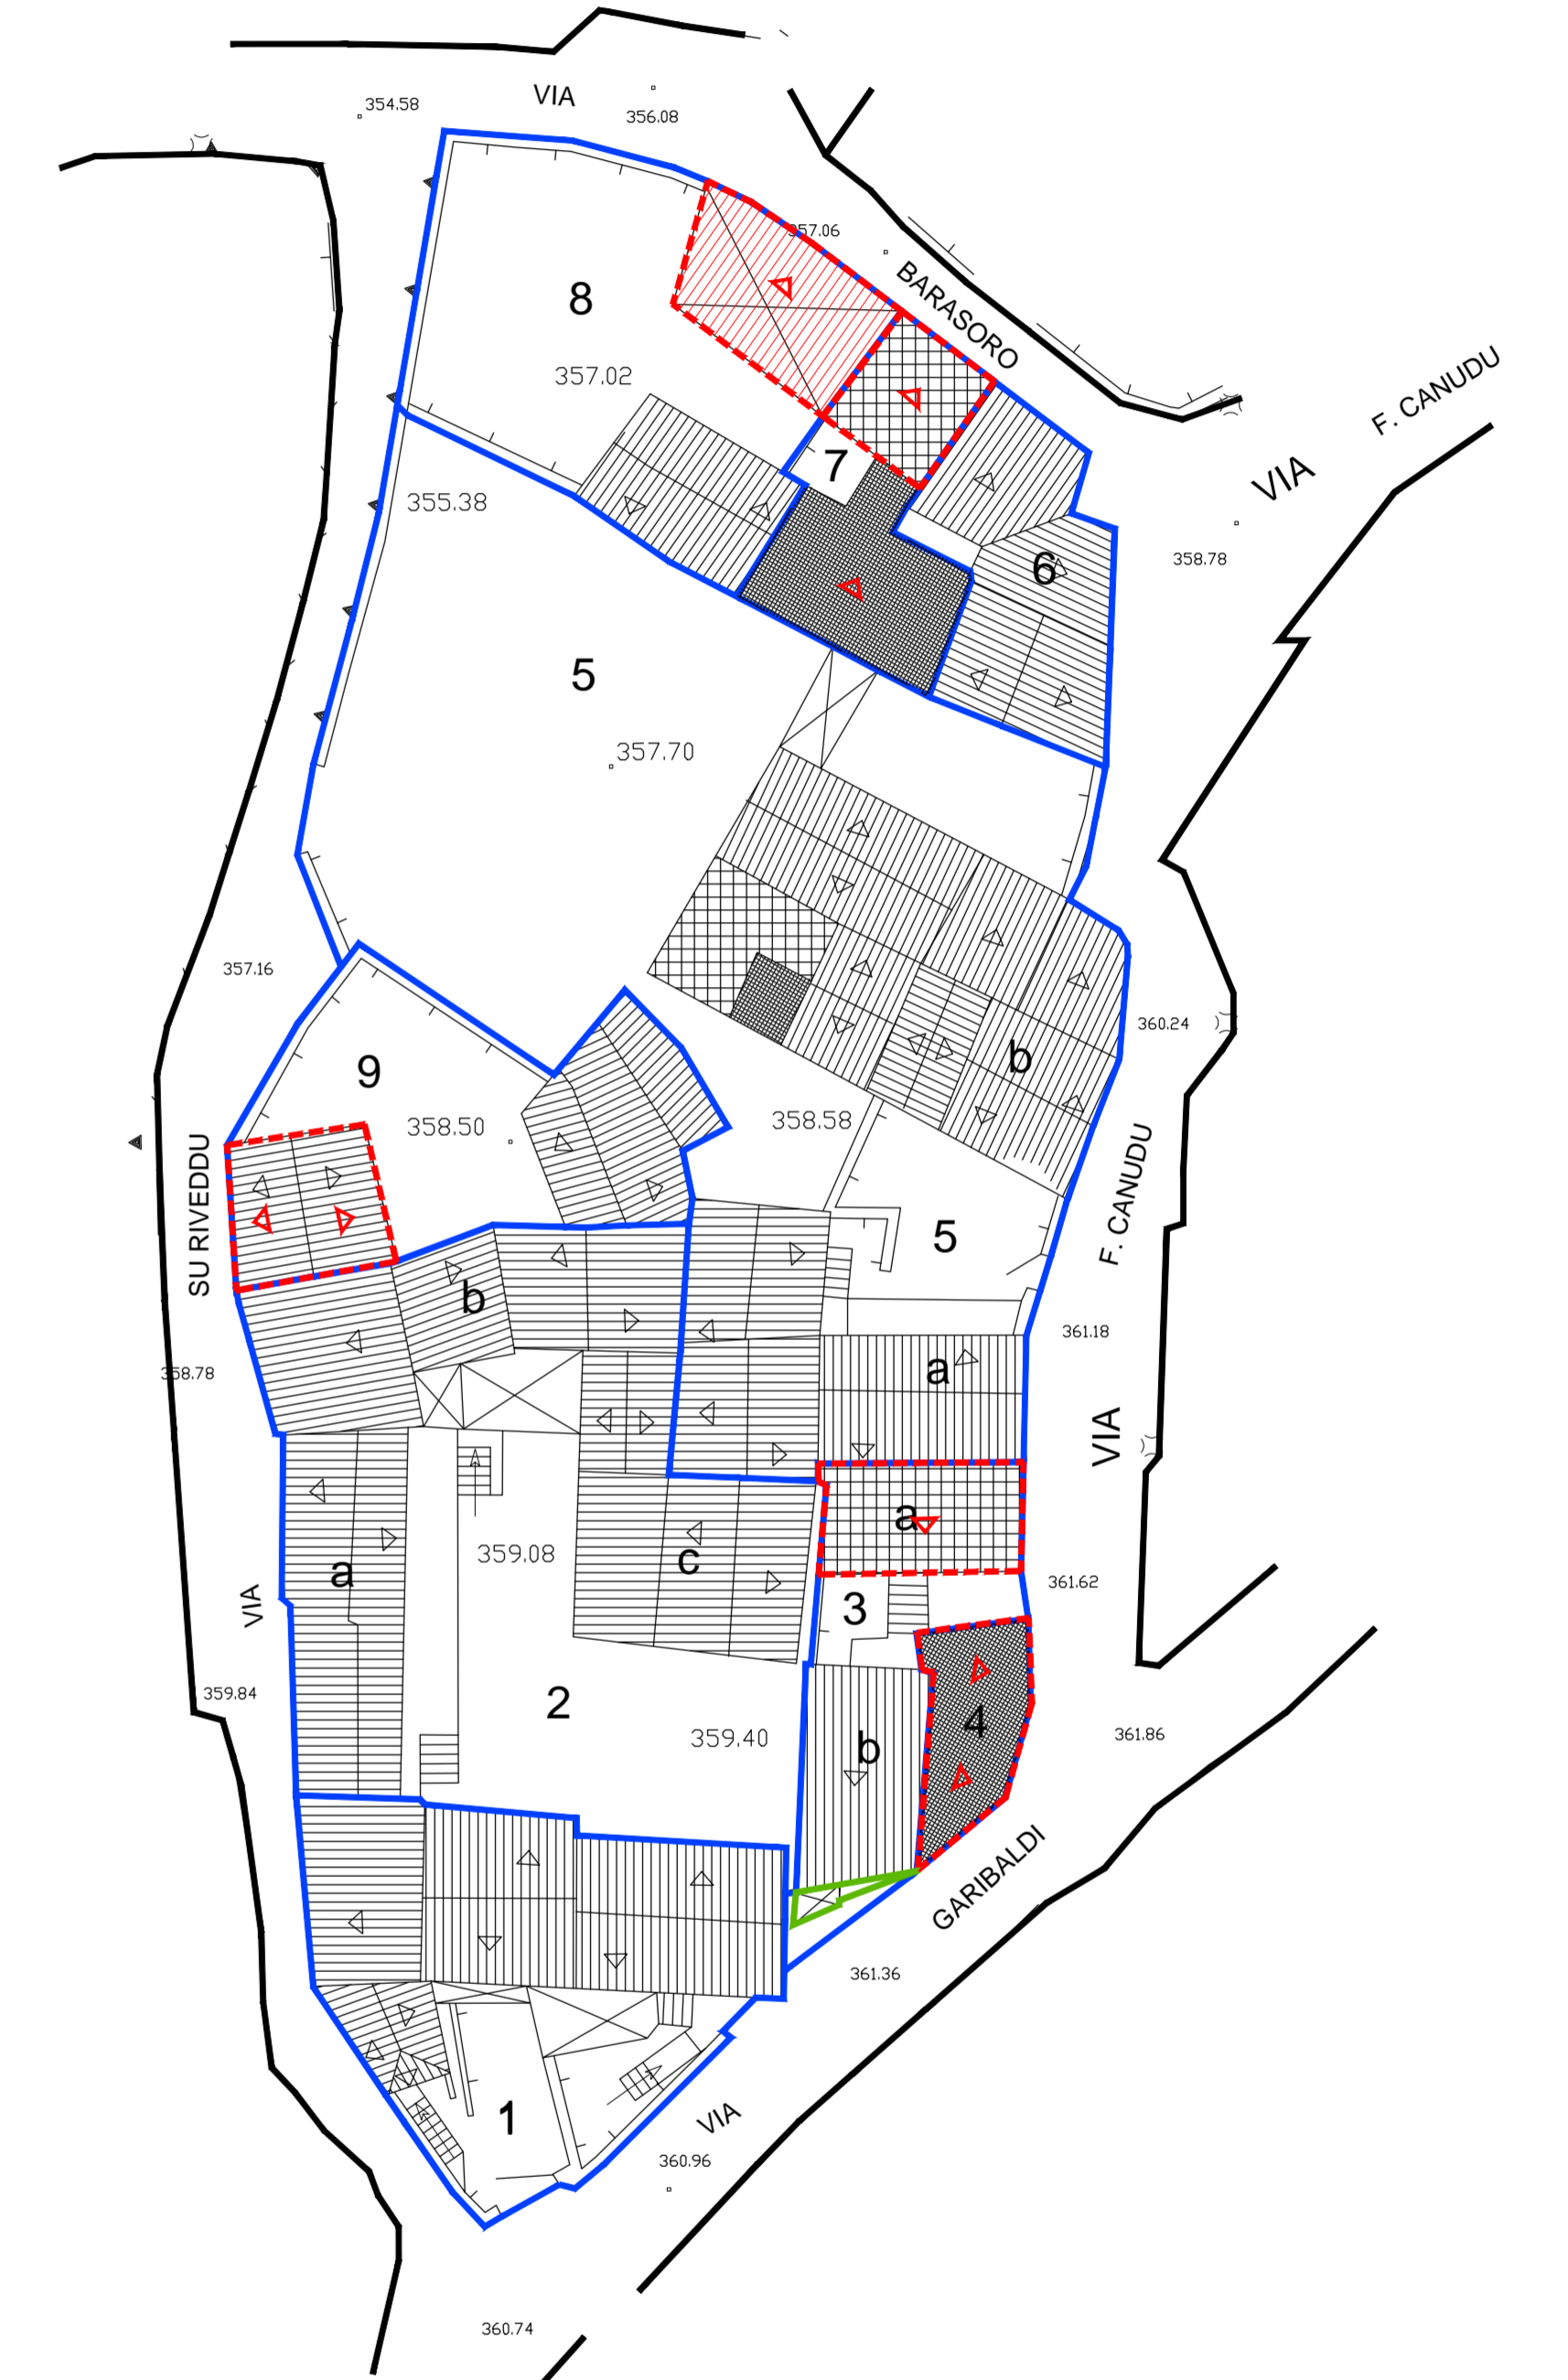 354.58
VIA
356.08
357.06
BARASORO
8
357.02
F. CANUDU
VIA
7
355.38
358.78
6
5
357.70
357.16
360.24
b
9
358.50
358.58
SU RIVEDDU
F. CANUDU
5
b
361.18
358.78
a
VIA
a
359.08
c
a
361.62
VIA
3
359.84
2
359.40
4
b
361.86
GARIBALDI
361.36
1
VIA
360.96
360.74